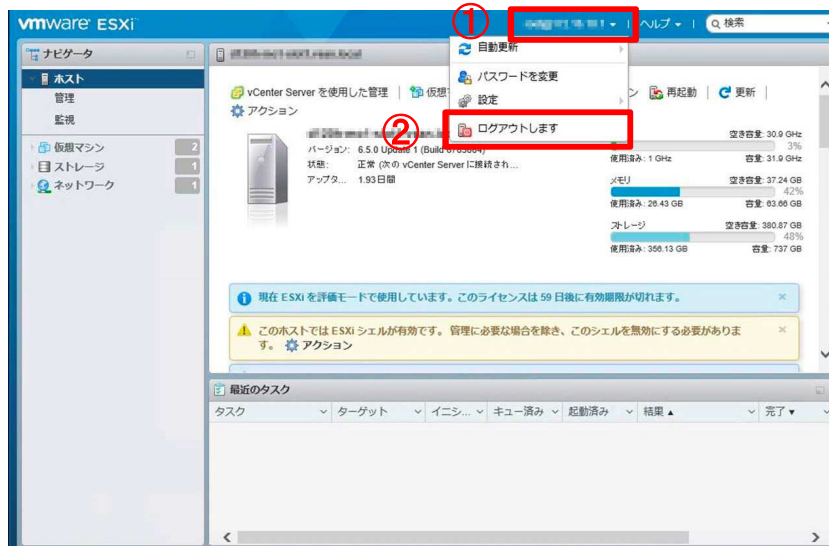 vmware ESXi
①
ヘルプ
検索
ナビゲータ
自動更新
ホスト
管理
監視
パスワードを変更
設定
②
ログアウトします
vCenter Server を使用した管理
仮想
ン
再起動
更新
アクション
仮想マシン 2
ストレージ 1
ネットワーク 1
バージョン: 6.5.0 Update 1 (Build
状態: 正常 (次の vCenter Server に接続され...
アップタ... 1.93日間
空き容量: 30.9 GHz
3%
使用済み: 1 GHz 容量: 31.9 GHz
メモリ 空き容量: 37.24 GB
42%
使用済み: 26.43 GB 容量: 63.66 GB
ストレージ 空き容量: 380.87 GB
48%
使用済み: 356.13 GB 容量: 737 GB
現在 ESXi を評価モードで使用しています。このライセンスは 59 日後に有効期限が切れます。
このホストでは ESXi シェルが有効です。管理に必要な場合を除き、このシェルを無効にする必要がありま
す。 アクション
最近のタスク
タスク ターゲット イニシ... キュー済み 起動済み 結果▲ 完了▼